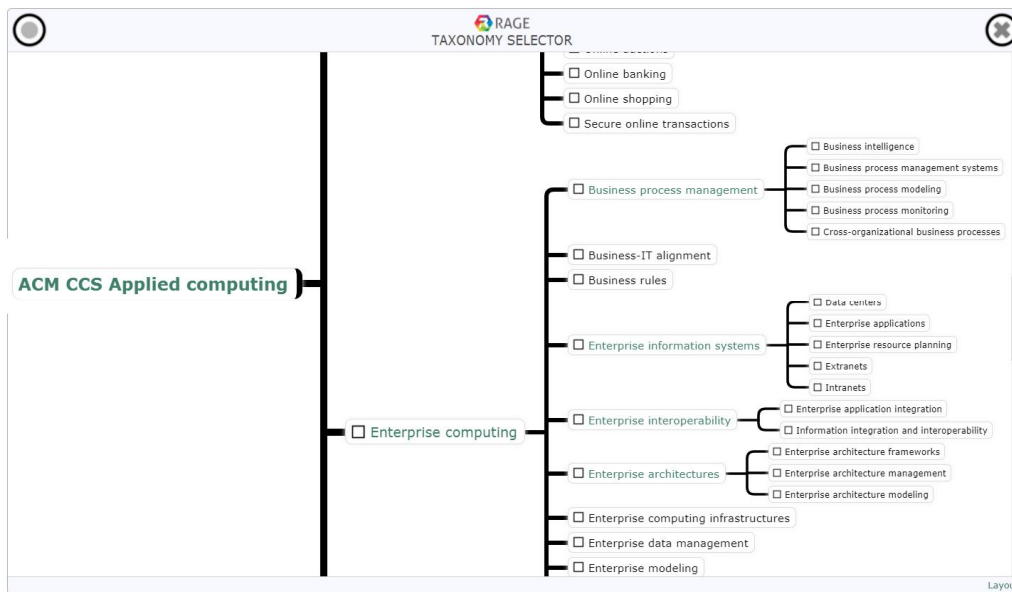 RAGE
TAXONOMY SELECTOR
Online auctions
Online banking
Online shopping
Secure online transactions
Business intelligence
Business process management systems
Business process management
Business process modeling
Business process monitoring
Cross-organizational business processes
Business-IT alignment
ACM CCS Applied computing
Business rules
Data centers
Enterprise applications
Enterprise information systems
Enterprise resource planning
Extranets
Intranets
Enterprise application integration
Enterprise interoperability
Information integration and interoperability
Enterprise computing
Enterprise architecture frameworks
Enterprise architectures
Enterprise architecture management
Enterprise architecture modeling
Enterprise computing infrastructures
Enterprise data management
Enterprise modeling
Layou